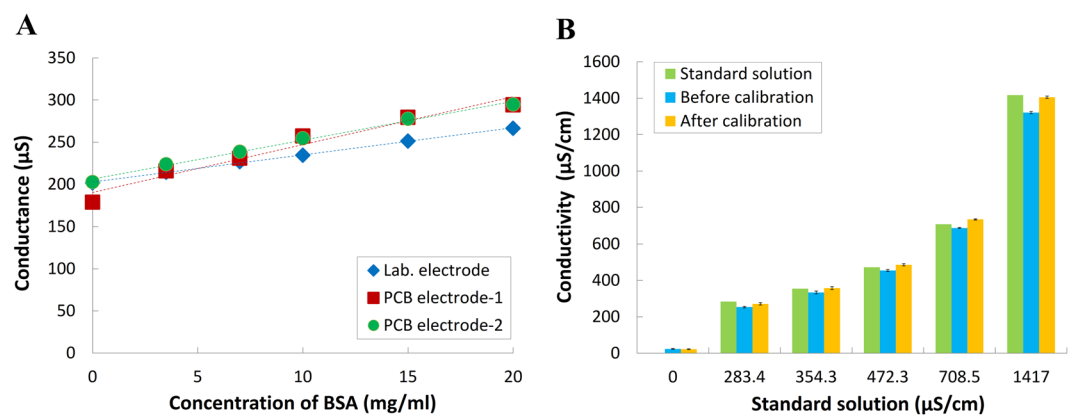 A
Conductance (µS)
350
300
250
200
150
100
50
0
Lab. electrode
PCB electrode-1
PCB electrode-2
0 5 10 15 20
Concentration of BSA (mg/ml)
B
Conductivity (µS/cm)
1600
1400
1200
1000
800
600
400
200
0
Standard solution
Before calibration
After calibration
0 283.4 354.3 472.3 708.5 1417
Standard solution (µS/cm)